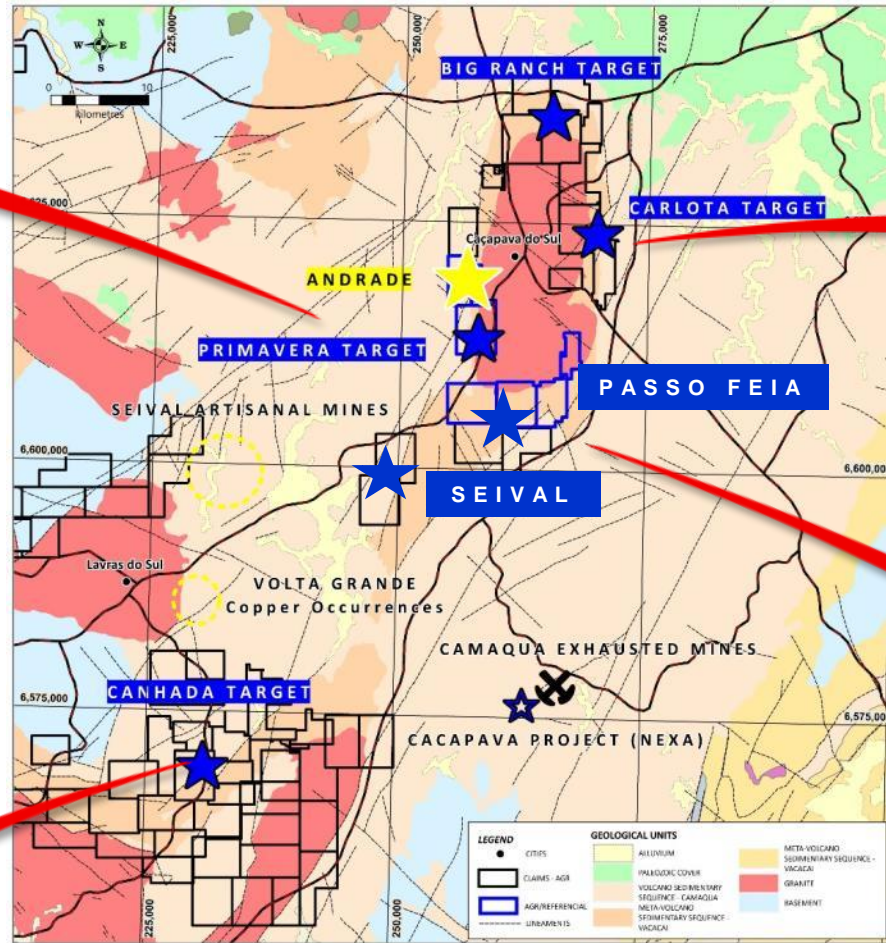 N
W E
S
0 10
kilometres
225,000
250,000
275,000
BIG RANCH TARGET
CARLOTA TARGET
Caçapava do Sul
ANDRADE
PRIMAVERA TARGET
PASSO FEIA
SEIVAL ARTISANAL MINES
6,600,000
6,600,000
SEIVAL
Lavras do Sul
VOLTA GRANDE
Copper Occurrences
CAMAQUA EXHAUSTED MINES
CANHADA TARGET
6,575,000
6,575,000
CACAPAVA PROJECT (NEXA)
LEGEND
CITIES
CLAIMS - AGR
AGR/REFERENCIAL
LINEAMENTS
GEOLOGICAL UNITS
ALLUVIUM
PALEOZOIC COVER
VOLCANO SEDIMENTARY
SEQUENCE - CAMAQUA
META-VOLCANO
SEDIMENTARY SEQUENCE -
VACACAI
META-VOLCANO
SEDIMENTARY SEQUENCE -
VACACAI
GRANITE
BASEMENT
225,000
250,000